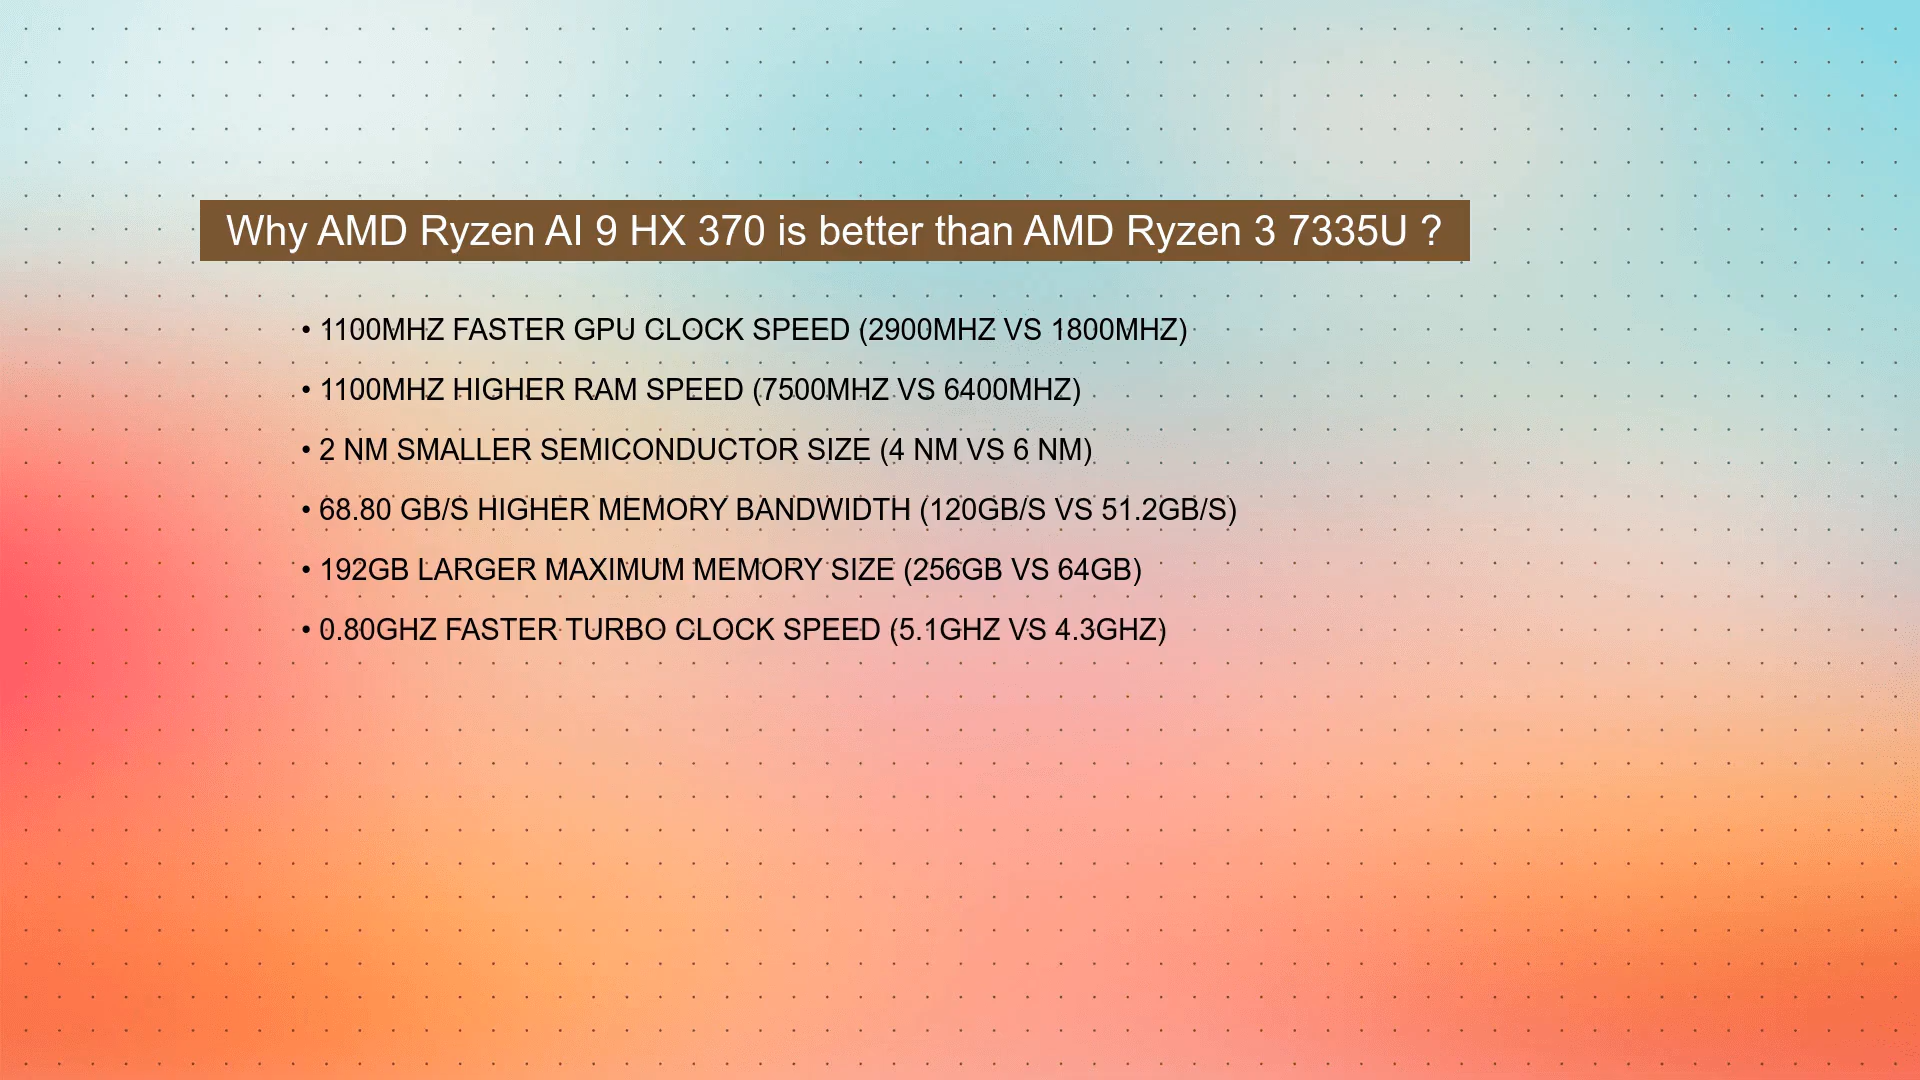 Why AMD Ryzen AI 9 HX 370 is better than AMD Ryzen 3 7335U ?
• 1100MHZ FASTER GPU CLOCK SPEED (2900MHZ VS 1800MHZ)
• 1100MHZ HIGHER RAM SPEED (7500MHZ VS 6400MHZ)
• 2 NM SMALLER SEMICONDUCTOR SIZE (4 NM VS 6 NM)
• 68.80 GB/S HIGHER MEMORY BANDWIDTH (120GB/S VS 51.2GB/S)
• 192GB LARGER MAXIMUM MEMORY SIZE (256GB VS 64GB)
• 0.80GHZ FASTER TURBO CLOCK SPEED (5.1GHZ VS 4.3GHZ)